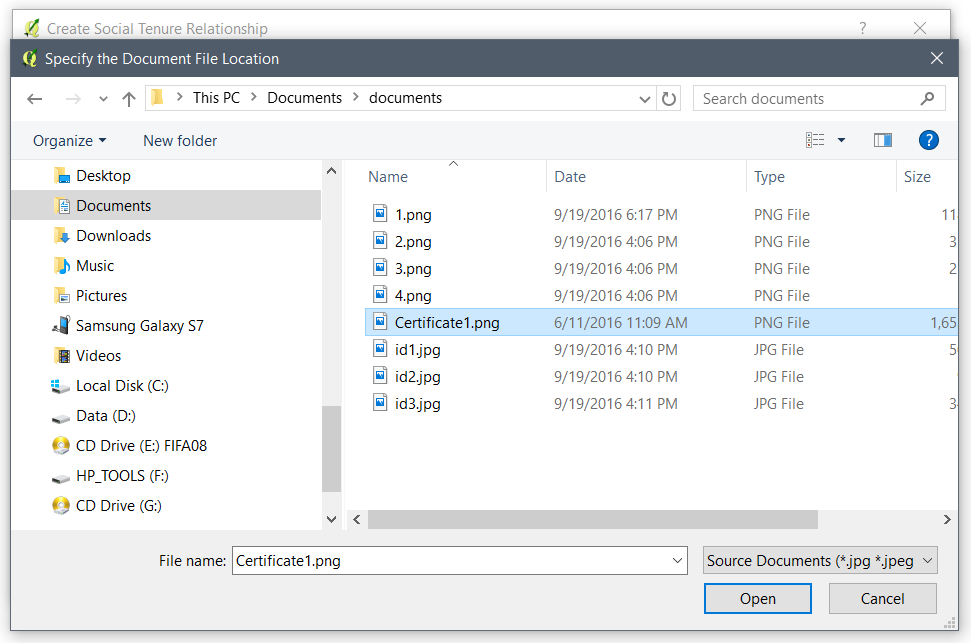 Create Social Tenure Relationship
Specify the Document File Location
This PC Documents documents
Search documents
Organize New folder
Desktop
Documents
Downloads
Music
Pictures
Samsung Galaxy S7
Videos
Local Disk (C:)
Data (D:)
CD Drive (E:) FIFA08
HP_TOOLS (F:)
CD Drive (G:)
Name Date Type Size
1.png 9/19/2016 6:17 PM PNG File 11
2.png 9/19/2016 4:06 PM PNG File 3
3.png 9/19/2016 4:06 PM PNG File 2
4.png 9/19/2016 4:06 PM PNG File
Certificate1.png 6/11/2016 11:09 AM PNG File 1,65
id1.jpg 9/19/2016 4:10 PM JPG File 5
id2.jpg 9/19/2016 4:10 PM JPG File
id3.jpg 9/19/2016 4:11 PM JPG File 3
File name: Certificate1.png Source Documents (*.jpg *.jpeg
Open Cancel